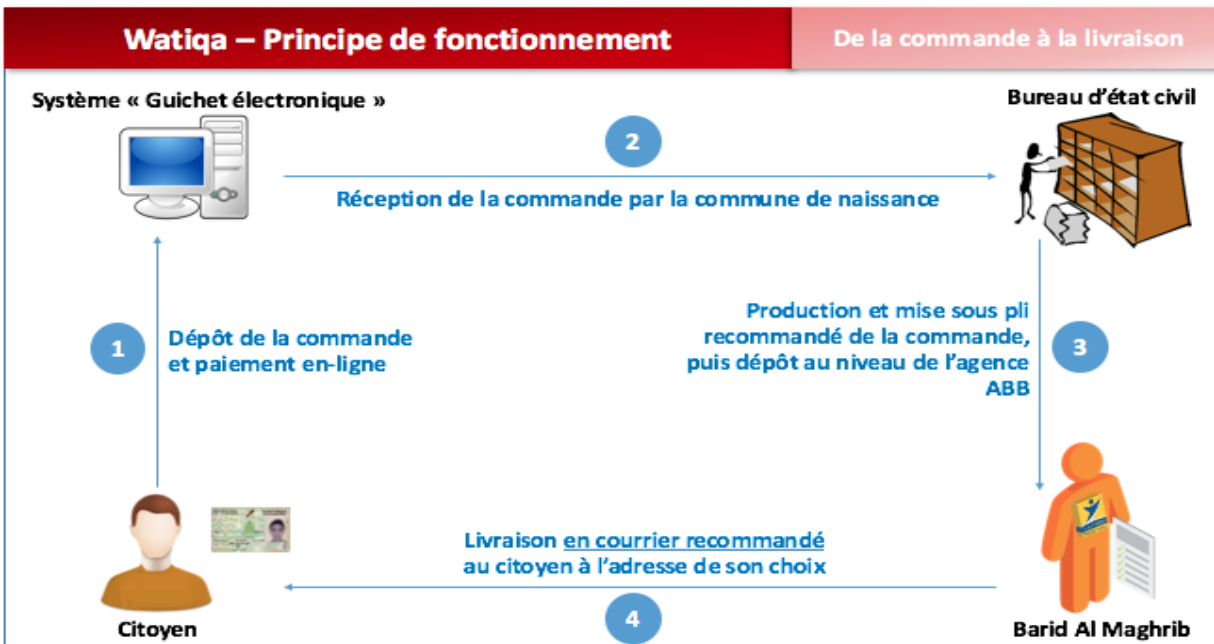 Watiqa – Principe de fonctionnement
De la commande à la livraison
Système « Guichet électronique »
Bureau d'état civil
2
Réception de la commande par la commune de naissance
1
Dépôt de la commande
et paiement en-ligne
Production et mise sous pli
recommandé de la commande,
puis dépôt au niveau de l'agence
ABB
3
Livraison en courrier recommandé
au citoyen à l'adresse de son choix
4
Citoyen
Barid Al Maghrib